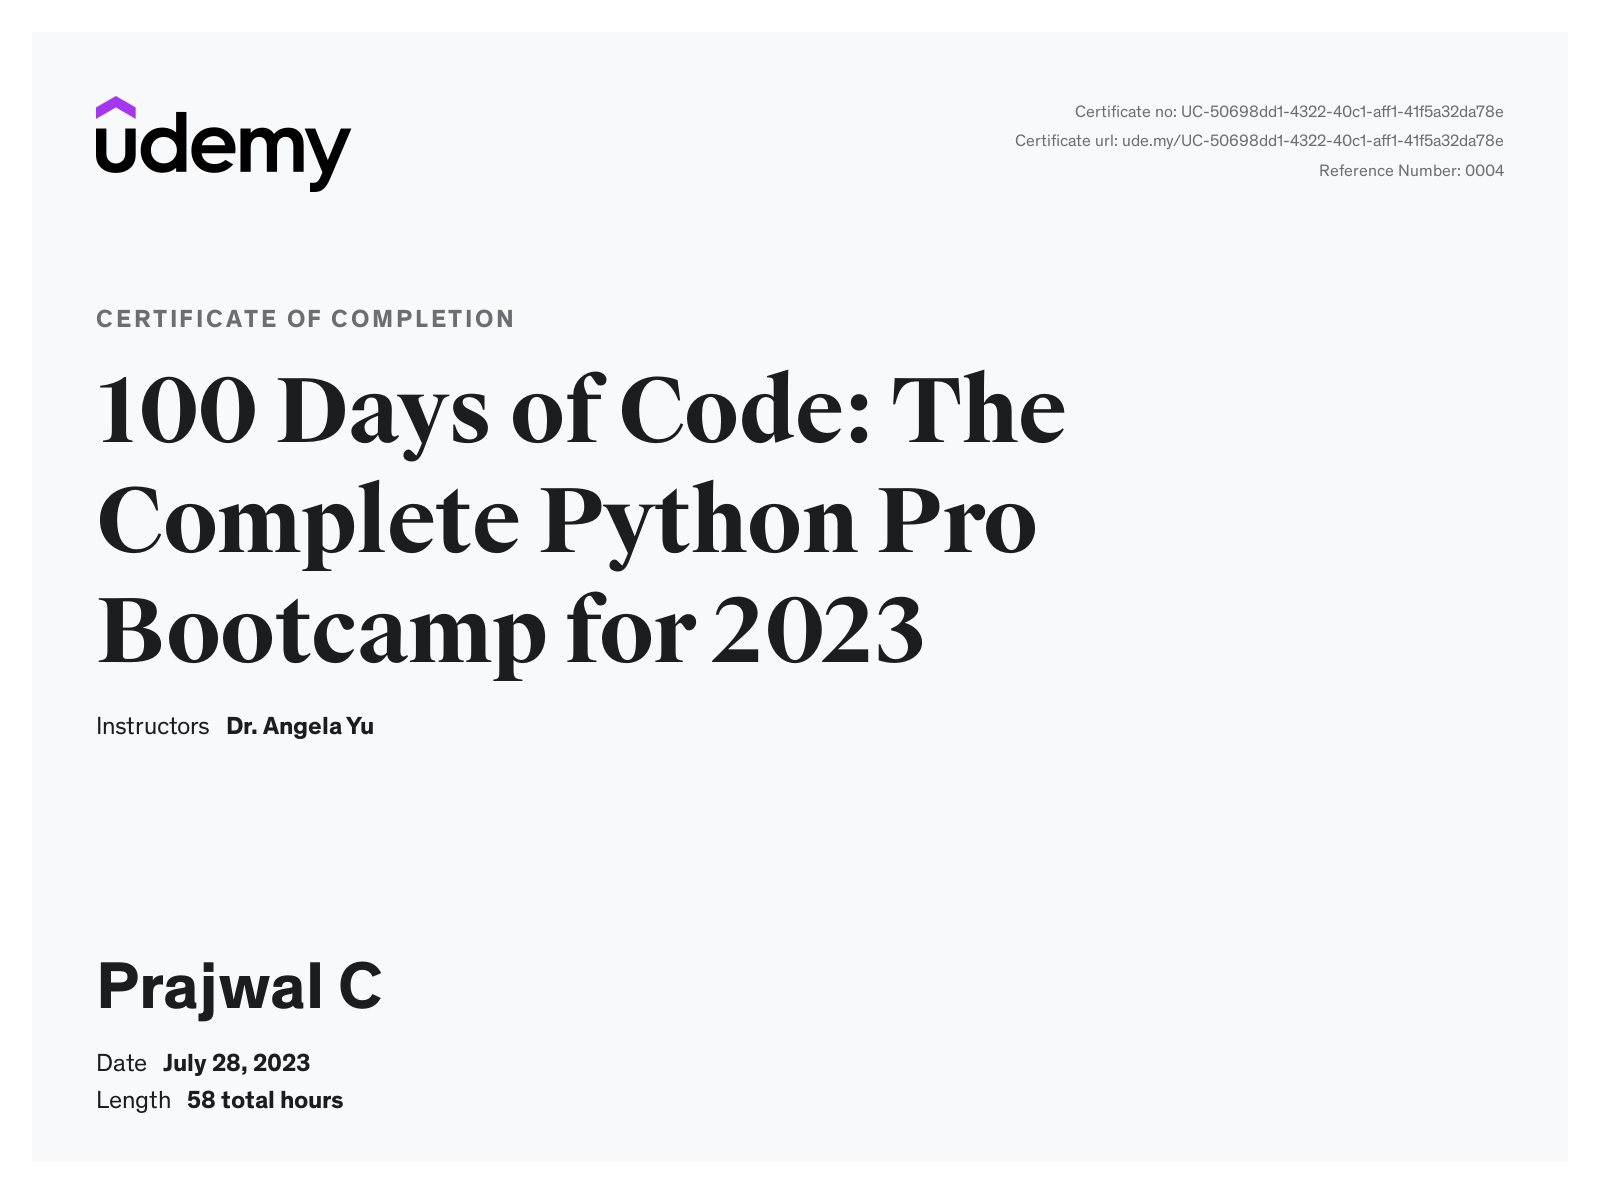 udemy
Certificate no: UC-50698dd1-4322-40c1-aff1-41f5a32da78e
Certificate url: ude.my/UC-50698dd1-4322-40c1-aff1-41f5a32da78e
Reference Number: 0004
CERTIFICATE OF COMPLETION
100 Days of Code: The
Complete Python Pro
Bootcamp for 2023
Instructors Dr. Angela Yu
Prajwal C
Date July 28, 2023
Length 58 total hours